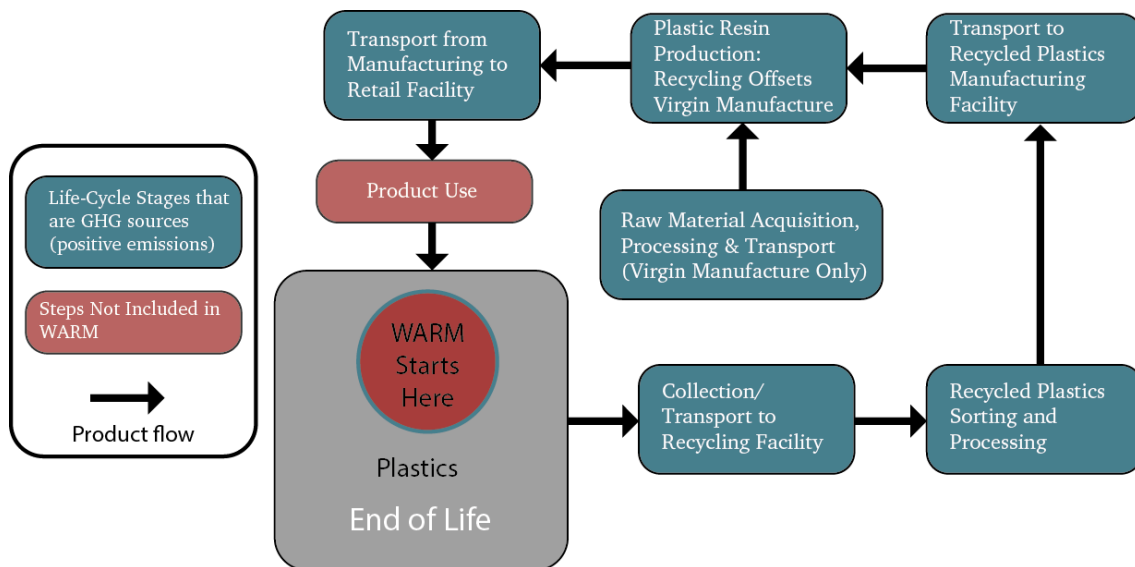 Transport from
Manufacturing to
Retail Facility
Plastic Resin
Production:
Recycling Offsets
Virgin Manufacture
Transport to
Recycled Plastics
Manufacturing
Facility
Life-Cycle Stages that
are GHG sources
(positive emissions)
Steps Not Included in
WARM
Product flow
Product Use
Raw Material Acquisition,
Processing & Transport
(Virgin Manufacture Only)
WARM
Starts
Here
Plastics
End of Life
Collection/
Transport to
Recycling Facility
Recycled Plastics
Sorting and
Processing